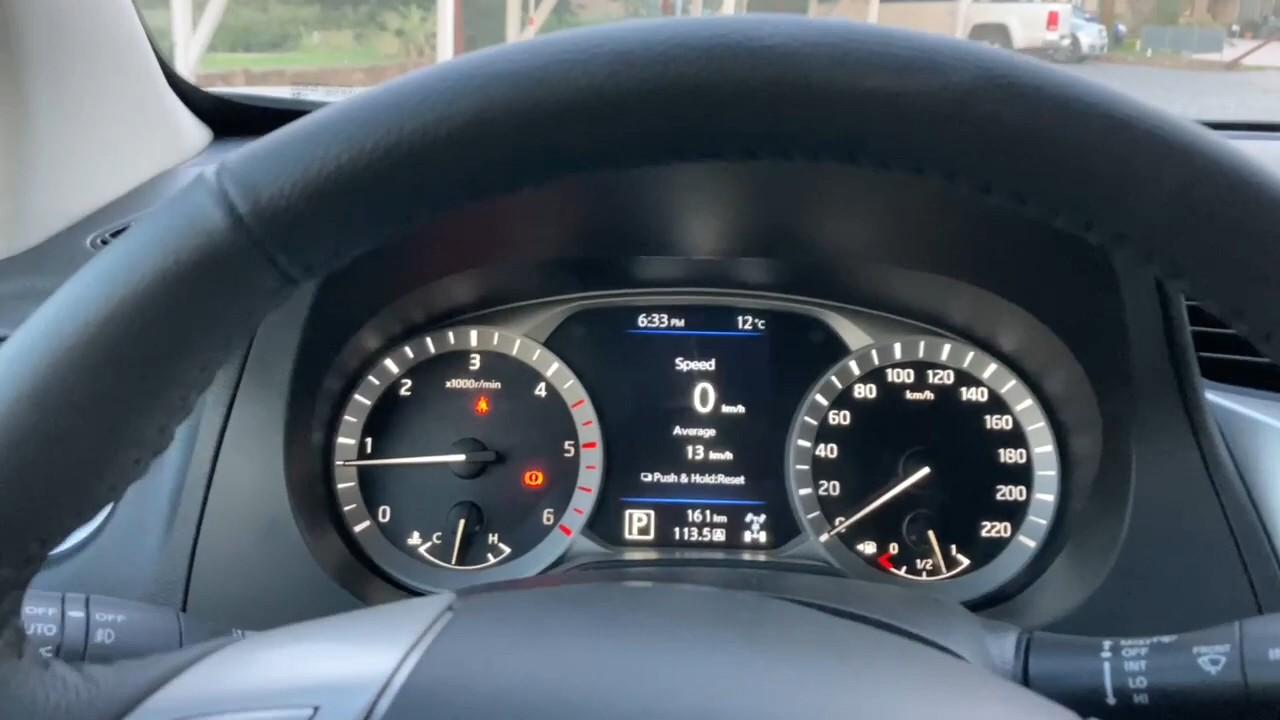 6:33 PM 12°C
Speed
0 km/h
Average
13 km/h
Push & Hold:Reset
P
161 km
113.5 A
0
1
2
3
4
5
6
x1000r/min
C H
0
20
40
60
80
100
120
140
160
180
200
220
km/h
0 1/2 1
OFF
OFF
OFF
INT
LO
HI
FRONT